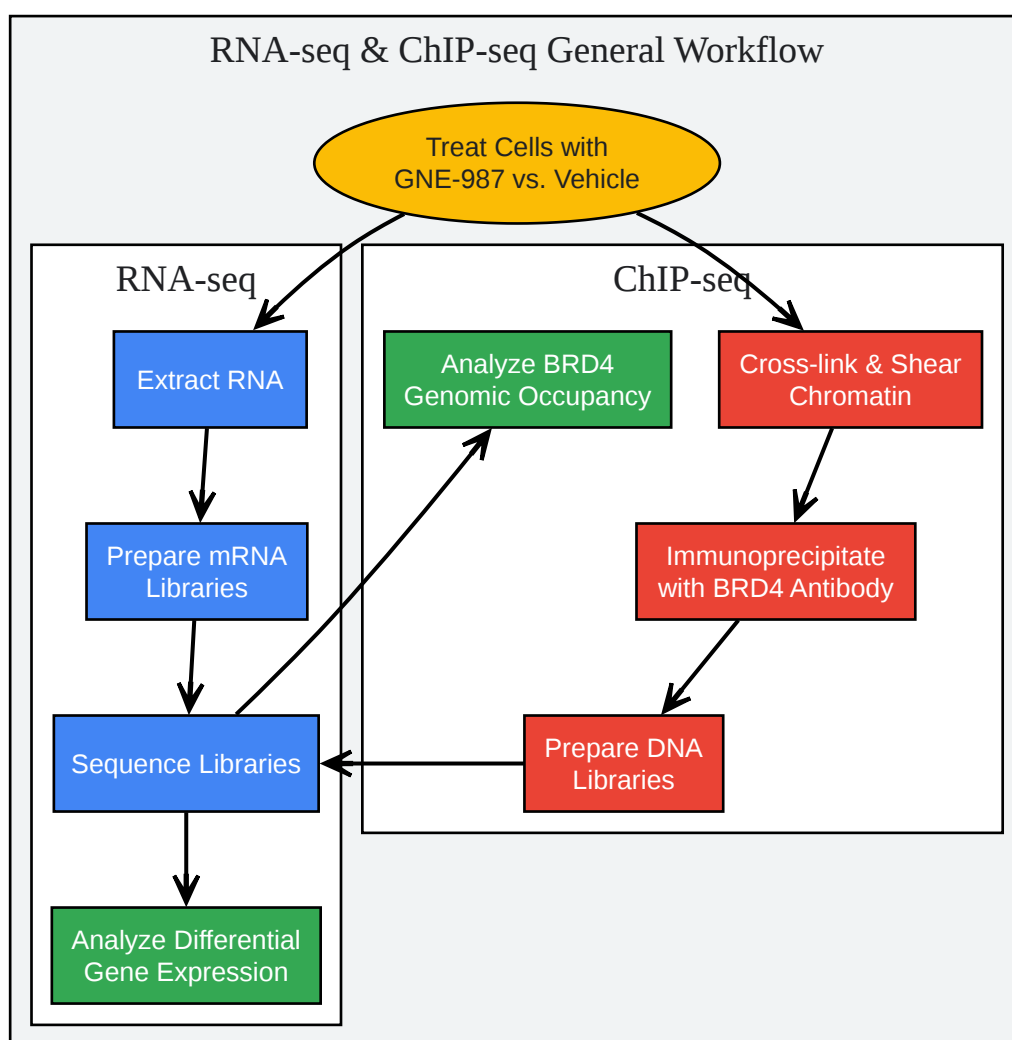 RNA-seq & ChIP-seq General Workflow
Treat Cells with
GNE-987 vs. Vehicle
RNA-seq
Extract RNA
Prepare mRNA
Libraries
Sequence Libraries
Analyze Differential
Gene Expression
ChIP-seq
Analyze BRD4
Genomic Occupancy
Cross-link & Shear
Chromatin
Immunoprecipitate
with BRD4 Antibody
Prepare DNA
Libraries